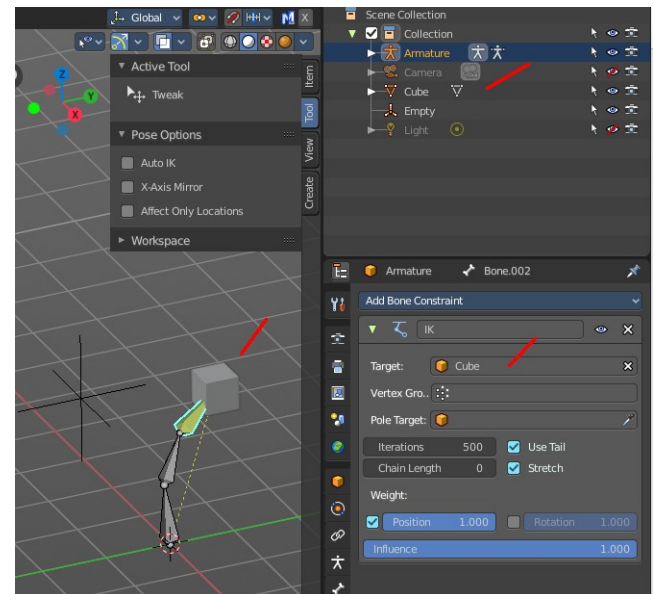 Global
X
Scene Collection
Collection
Armature
Camera
Cube
Empty
Light
Z
Y
X
Active Tool
Tweak
Pose Options
Auto IK
X-Axis Mirror
Affect Only Locations
Workspace
Item
Tool
View
Create
Armature
Bone.002
Add Bone Constraint
IK
Target:
Cube
Vertex Gro..
Pole Target:
Iterations 500
Use Tail
Chain Length 0
Stretch
Weight:
Position 1.000
Rotation 1.000
Influence 1.000